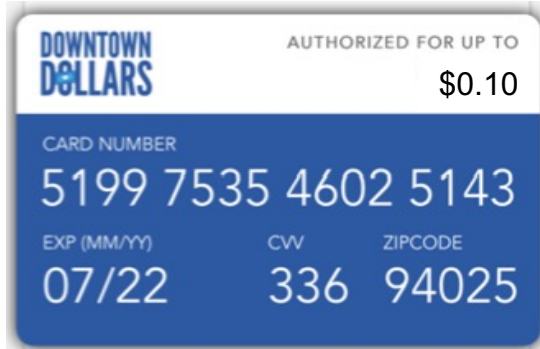 DOWNTOWN
DOLLARS
AUTHORIZED FOR UP TO
$0.10
CARD NUMBER
5199 7535 4602 5143
EXP (MM/YY) CVV ZIPCODE
07/22 336 94025